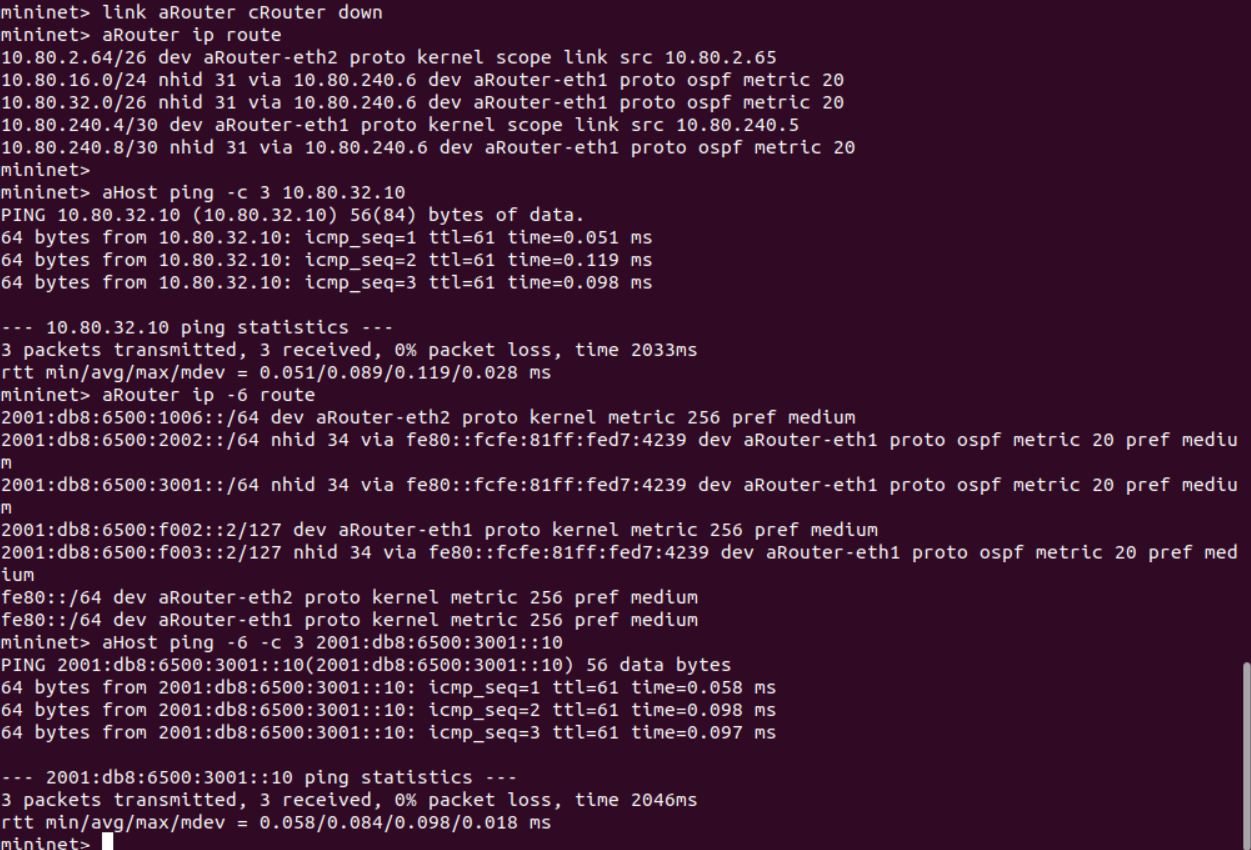 mininet> link aRouter cRouter down
mininet> aRouter ip route
10.80.2.64/26 dev aRouter-eth2 proto kernel scope link src 10.80.2.65
10.80.16.0/24 nhid 31 via 10.80.240.6 dev aRouter-eth1 proto ospf metric 20
10.80.32.0/26 nhid 31 via 10.80.240.6 dev aRouter-eth1 proto ospf metric 20
10.80.240.4/30 dev aRouter-eth1 proto kernel scope link src 10.80.240.5
10.80.240.8/30 nhid 31 via 10.80.240.6 dev aRouter-eth1 proto ospf metric 20
mininet>
mininet> aHost ping -c 3 10.80.32.10
PING 10.80.32.10 (10.80.32.10) 56(84) bytes of data.
64 bytes from 10.80.32.10: icmp_seq=1 ttl=61 time=0.051 ms
64 bytes from 10.80.32.10: icmp_seq=2 ttl=61 time=0.119 ms
64 bytes from 10.80.32.10: icmp_seq=3 ttl=61 time=0.098 ms
--- 10.80.32.10 ping statistics ---
3 packets transmitted, 3 received, 0% packet loss, time 2033ms
rtt min/avg/max/mdev = 0.051/0.089/0.119/0.028 ms
mininet> aRouter ip -6 route
2001:db8:6500:1006::/64 dev aRouter-eth2 proto kernel metric 256 pref medium
2001:db8:6500:2002::/64 nhid 34 via fe80::fcfe:81ff:fed7:4239 dev aRouter-eth1 proto ospf metric 20 pref mediu
m
2001:db8:6500:3001::/64 nhid 34 via fe80::fcfe:81ff:fed7:4239 dev aRouter-eth1 proto ospf metric 20 pref mediu
m
2001:db8:6500:f002::2/127 dev aRouter-eth1 proto kernel metric 256 pref medium
2001:db8:6500:f003::2/127 nhid 34 via fe80::fcfe:81ff:fed7:4239 dev aRouter-eth1 proto ospf metric 20 pref med
ium
fe80::/64 dev aRouter-eth2 proto kernel metric 256 pref medium
fe80::/64 dev aRouter-eth1 proto kernel metric 256 pref medium
mininet> aHost ping -6 -c 3 2001:db8:6500:3001::10
PING 2001:db8:6500:3001::10(2001:db8:6500:3001::10) 56 data bytes
64 bytes from 2001:db8:6500:3001::10: icmp_seq=1 ttl=61 time=0.058 ms
64 bytes from 2001:db8:6500:3001::10: icmp_seq=2 ttl=61 time=0.098 ms
64 bytes from 2001:db8:6500:3001::10: icmp_seq=3 ttl=61 time=0.097 ms
--- 2001:db8:6500:3001::10 ping statistics ---
3 packets transmitted, 3 received, 0% packet loss, time 2046ms
rtt min/avg/max/mdev = 0.058/0.084/0.098/0.018 ms
mininet>